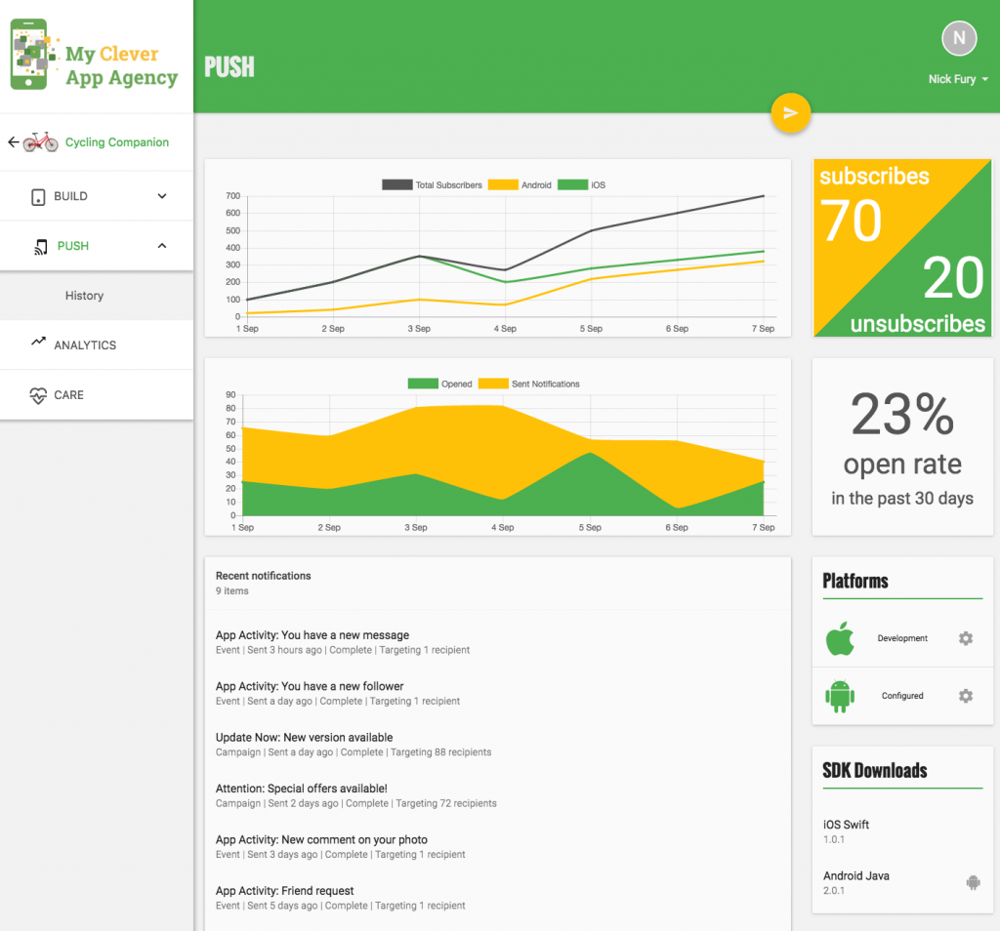 My Clever
App Agency
PUSH
N
Nick Fury
Cycling Companion
BUILD
PUSH
History
ANALYTICS
CARE
Total Subscribers Android iOS
700
600
500
400
300
200
100
0
1 Sep 2 Sep 3 Sep 4 Sep 5 Sep 6 Sep 7 Sep
subscribes
70
20
unsubscribes
Opened Sent Notifications
90
80
70
60
50
40
30
20
10
0
1 Sep 2 Sep 3 Sep 4 Sep 5 Sep 6 Sep 7 Sep
23%
open rate
in the past 30 days
Recent notifications
9 items
App Activity: You have a new message
Event | Sent 3 hours ago | Complete | Targeting 1 recipient
App Activity: You have a new follower
Event | Sent a day ago | Complete | Targeting 1 recipient
Update Now: New version available
Campaign | Sent a day ago | Complete | Targeting 88 recipients
Attention: Special offers available!
Campaign | Sent 2 days ago | Complete | Targeting 72 recipients
App Activity: New comment on your photo
Event | Sent 3 days ago | Complete | Targeting 1 recipient
App Activity: Friend request
Event | Sent 5 days ago | Complete | Targeting 1 recipient
Platforms
Development
Configured
SDK Downloads
iOS Swift
1.0.1
Android Java
2.0.1